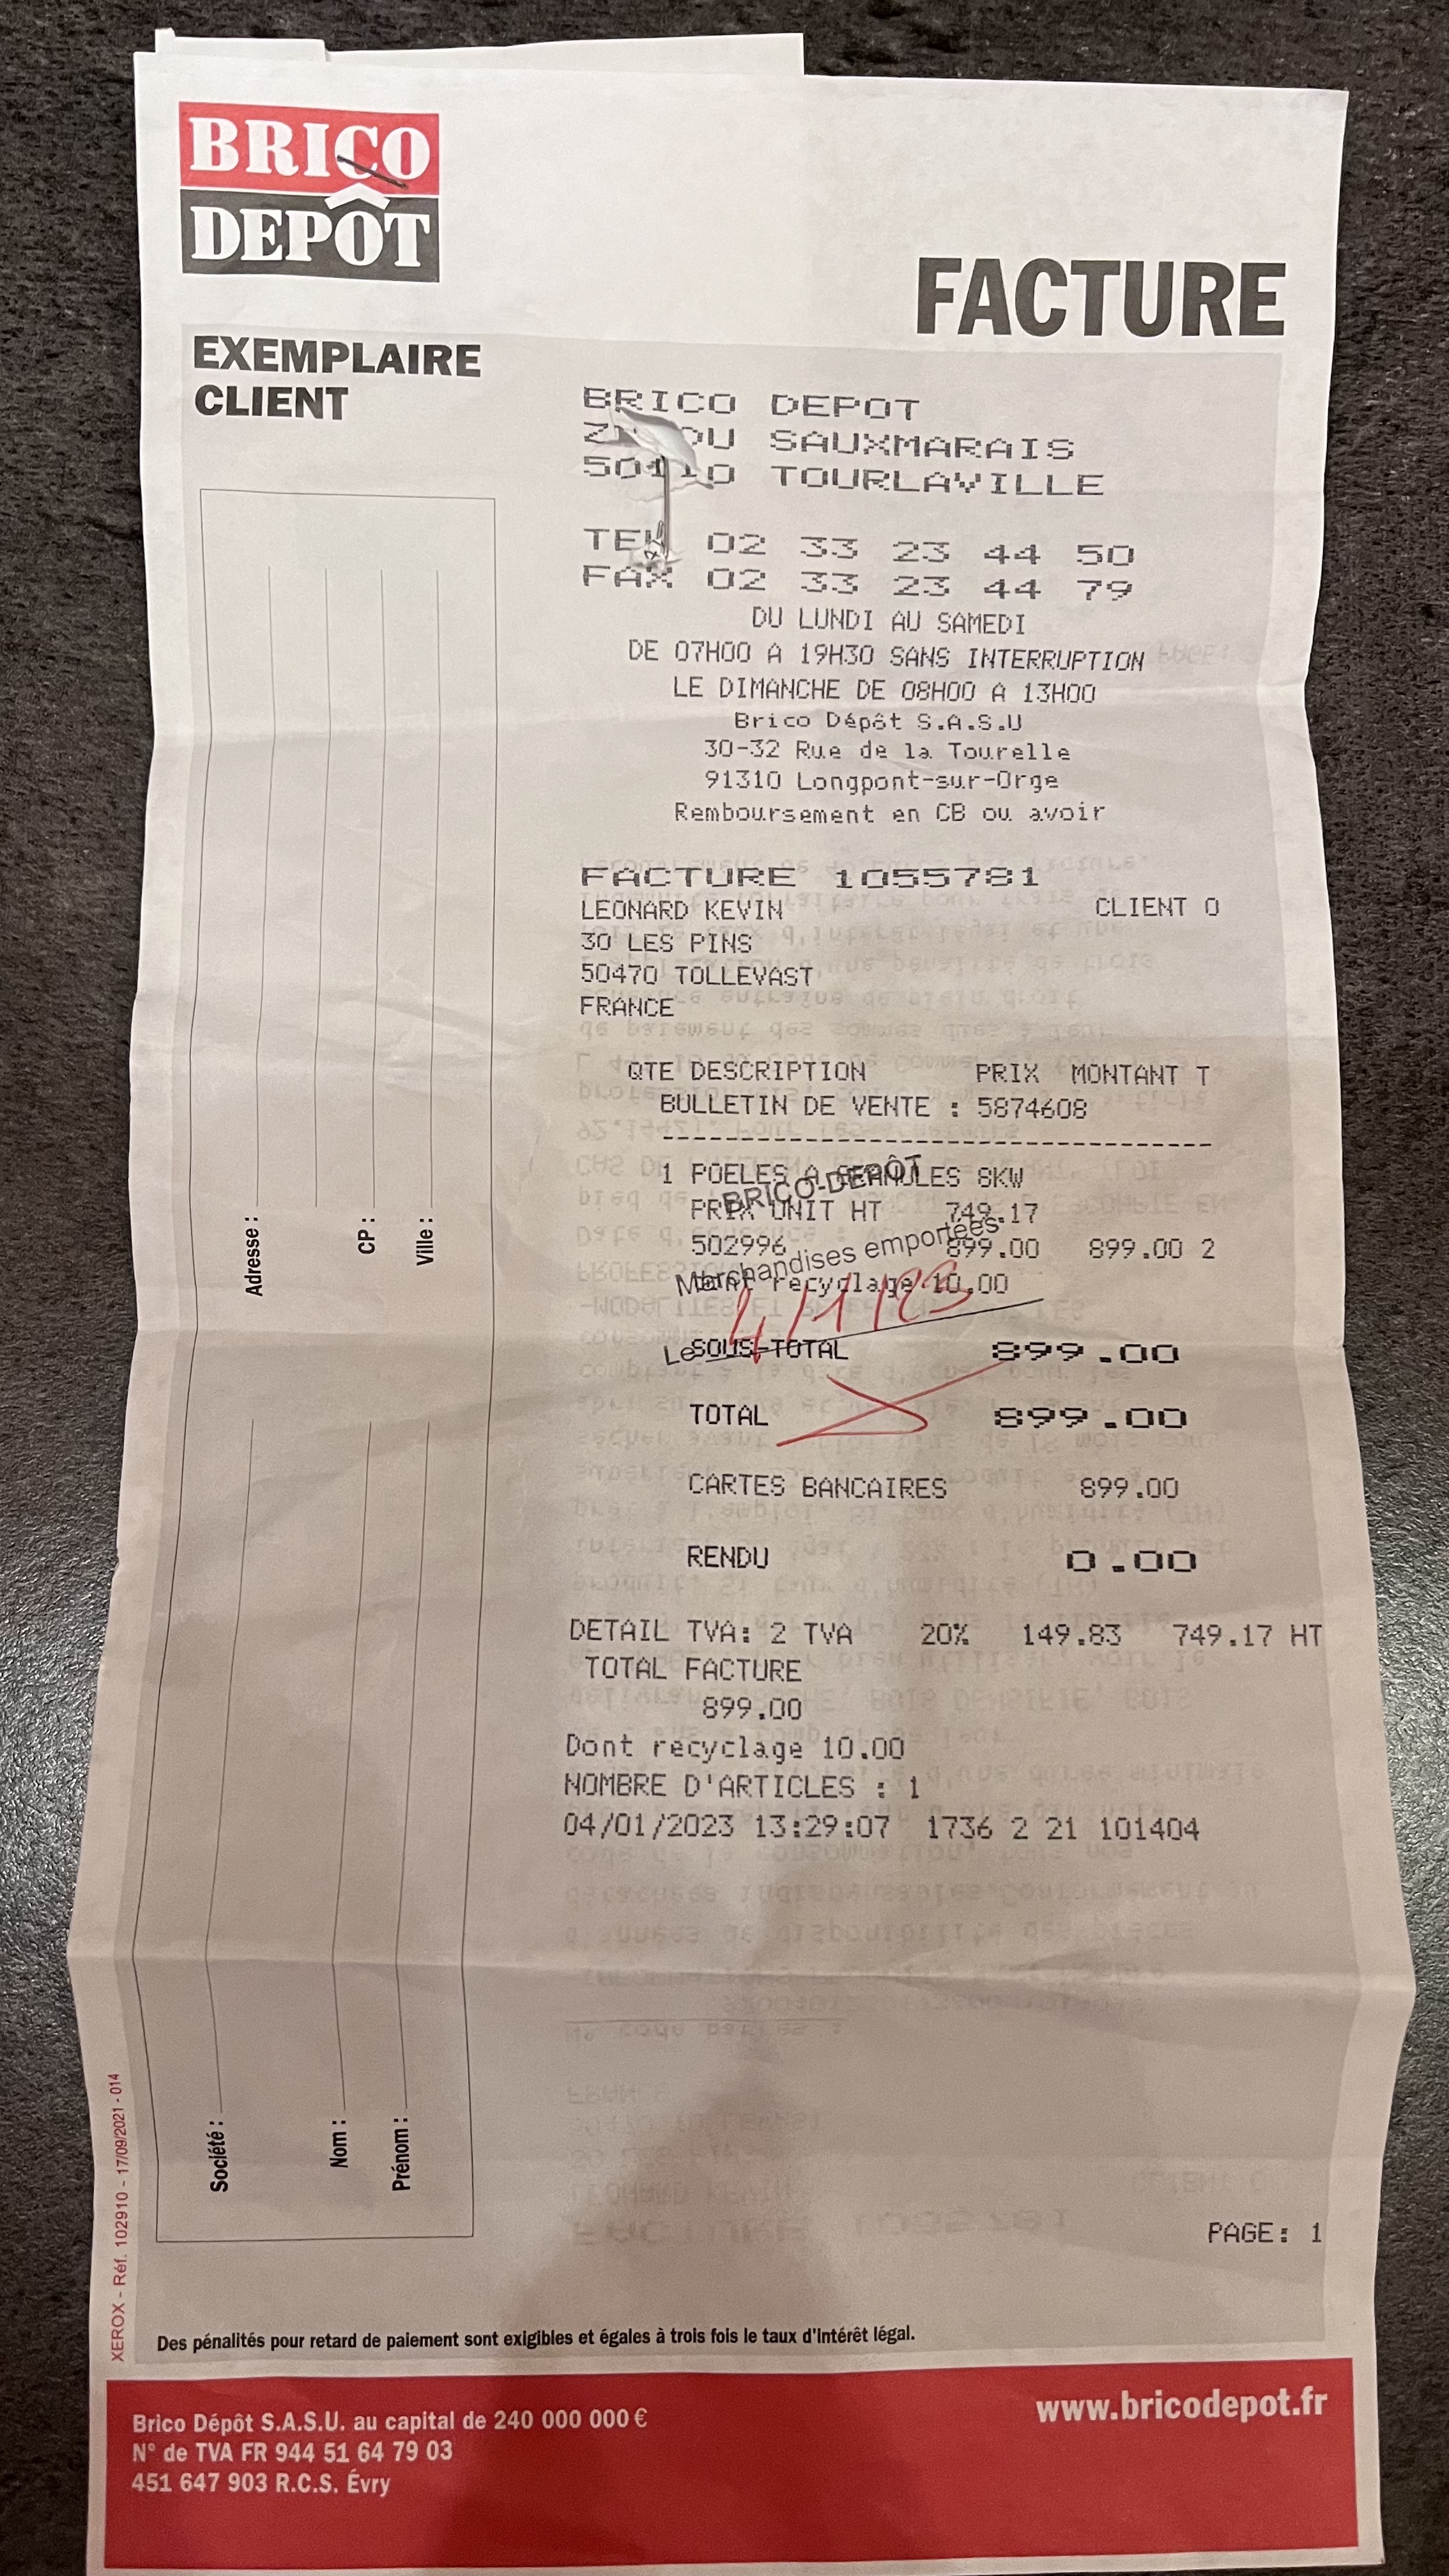 BRICO
DEPÔT
FACTURE
EXEMPLAIRE
CLIENT
BRICO DEPOT
DU SAUXMARAIS
50110 TOURLAVILLE
TEL 02 33 23 44 50
FAX 02 33 23 44 79
DU LUNDI AU SAMEDI
DE 07H00 A 19H30 SANS INTERRUPTION
LE DIMANCHE DE 08H00 A 13H00
Brico Dépôt S.A.S.U
30-32 Rue de la Tourelle
91310 Longpont-sur-Orge
Remboursement en CB ou avoir
FACTURE 1055781
LEONARD KEVIN CLIENT 0
30 LES PINS
50470 TOLLEVAST
FRANCE
QTE DESCRIPTION PRIX MONTANT T
BULLETIN DE VENTE : 5874608
1 POELES A GRANULES 8KW
BRICO-DEPÔT
PRIX UNIT HT 749.17
502996 899.00 899.00 2
Marchandises emportées
Dont recyclage 10.00
Le 4/1/23
SOUS-TOTAL 899.00
TOTAL 899.00
CARTES BANCAIRES 899.00
RENDU 0.00
DETAIL TVA: 2 TVA 20% 149.83 749.17 HT
TOTAL FACTURE
899.00
Dont recyclage 10.00
NOMBRE D'ARTICLES : 1
04/01/2023 13:29:07 1736 2 21 101404
PAGE: 1
Adresse :
CP :
Ville :
Société :
Nom :
Prénom :
XEROX - Réf. 102910 - 17/09/2021 - 014
Des pénalités pour retard de paiement sont exigibles et égales à trois fois le taux d'intérêt légal.
Brico Dépôt S.A.S.U. au capital de 240 000 000 €
N° de TVA FR 944 51 64 79 03
451 647 903 R.C.S. Évry
www.bricodepot.fr